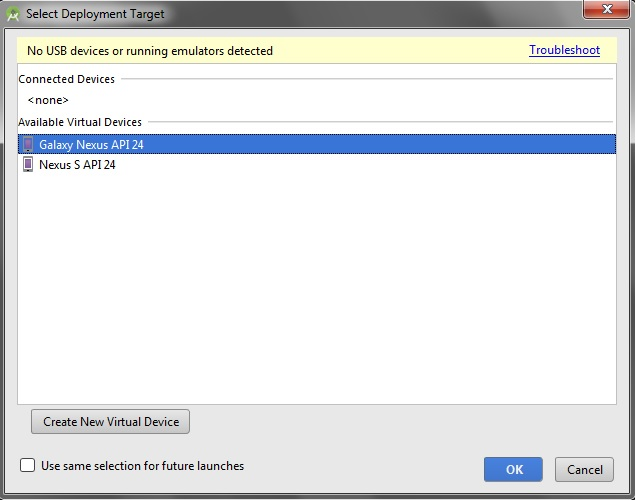 Select Deployment Target
No USB devices or running emulators detected Troubleshoot
Connected Devices
<none>
Available Virtual Devices
Galaxy Nexus API 24
Nexus S API 24
Create New Virtual Device
Use same selection for future launches OK Cancel